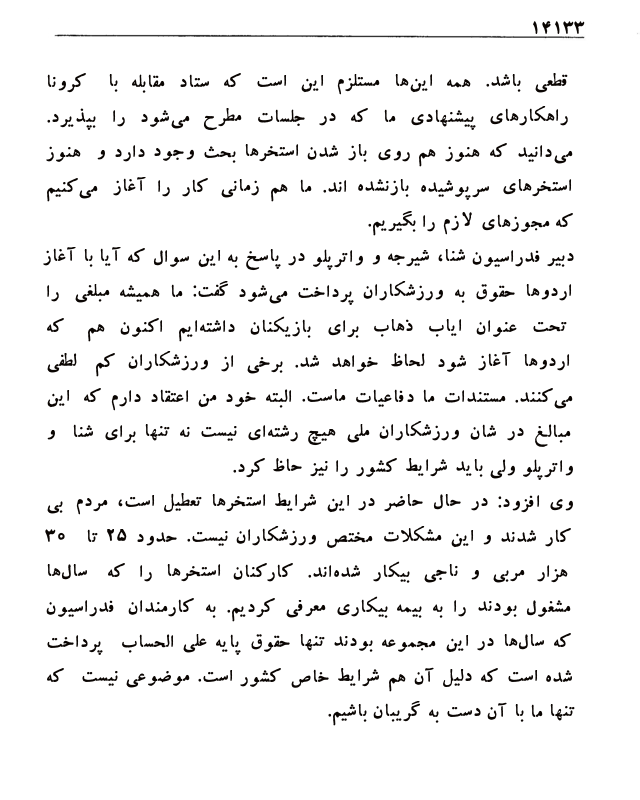 ۱۴۱۳۳
قطعی باشد. همه این‌ها مستلزم این است که ستاد مقابله با کرونا
راهکارهای پیشنهادی ما که در جلسات مطرح می‌شود را بپذیرد.
می‌دانید که هنوز هم روی باز شدن استخرها بحث وجود دارد و هنوز
استخرهای سرپوشیده بازنشده اند. ما هم زمانی کار را آغاز می‌کنیم
که مجوزهای لازم را بگیریم.
دبیر فدراسیون شنا، شیرجه و واترپلو در پاسخ به این سوال که آیا با آغاز
اردوها حقوق به ورزشکاران پرداخت می‌شود گفت: ما همیشه مبلغی را
تحت عنوان ایاب ذهاب برای بازیکنان داشته‌ایم اکنون هم که
اردوها آغاز شود لحاظ خواهد شد. برخی از ورزشکاران کم لطفی
می‌کنند. مستندات ما دفاعیات ماست. البته خود من اعتقاد دارم که این
مبالغ در شان ورزشکاران ملی هیچ رشته‌ای نیست نه تنها برای شنا و
واترپلو ولی باید شرایط کشور را نیز حاظ کرد.
وی افزود: در حال حاضر در این شرایط استخرها تعطیل است، مردم بی
کار شدند و این مشکلات مختص ورزشکاران نیست. حدود ۲۵ تا ۳۰
هزار مربی و ناجی بیکار شده‌اند. کارکنان استخرها را که سال‌ها
مشغول بودند را به بیمه بیکاری معرفی کردیم. به کارمندان فدراسیون
که سال‌ها در این مجموعه بودند تنها حقوق پایه علی الحساب پرداخت
شده است که دلیل آن هم شرایط خاص کشور است. موضوعی نیست که
تنها ما با آن دست به گریبان باشیم.